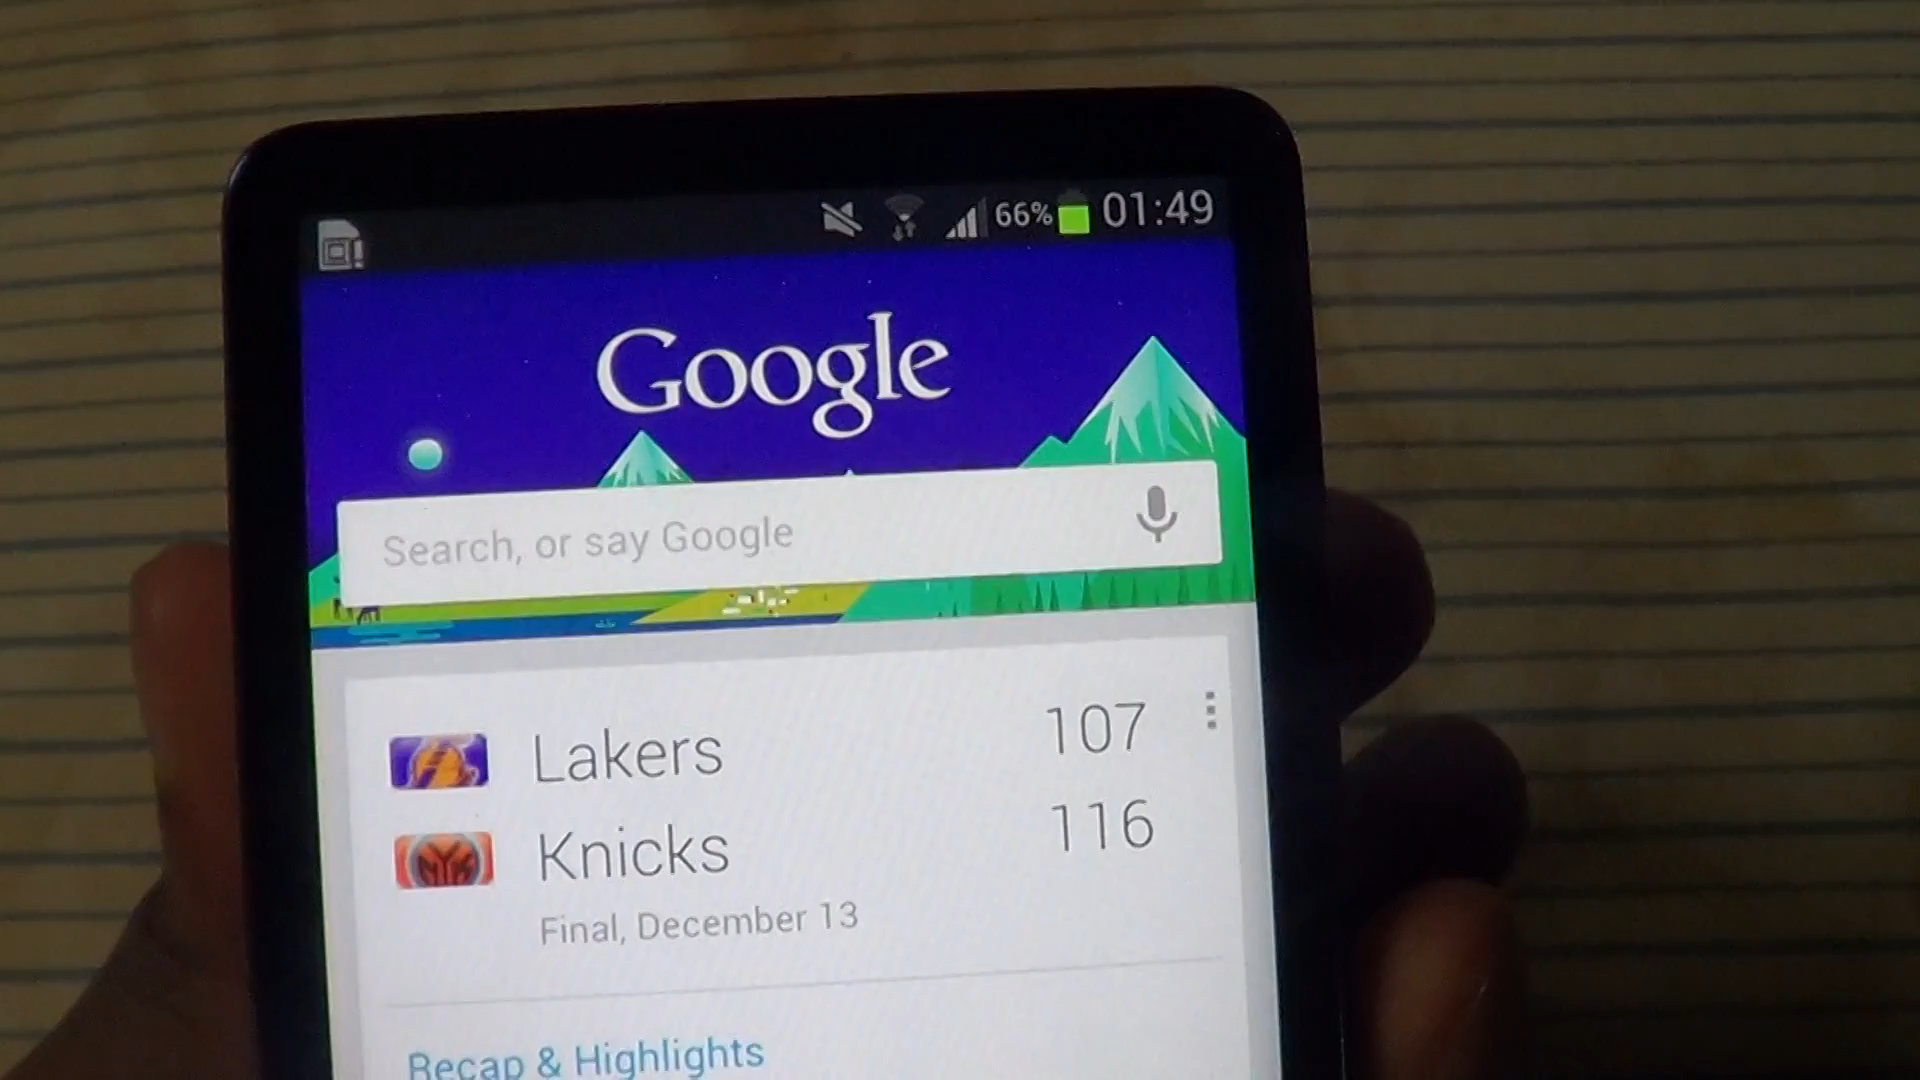 66% 01:49
Google
Search, or say Google
Lakers 107
Knicks 116
Final, December 13
Recap & Highlights